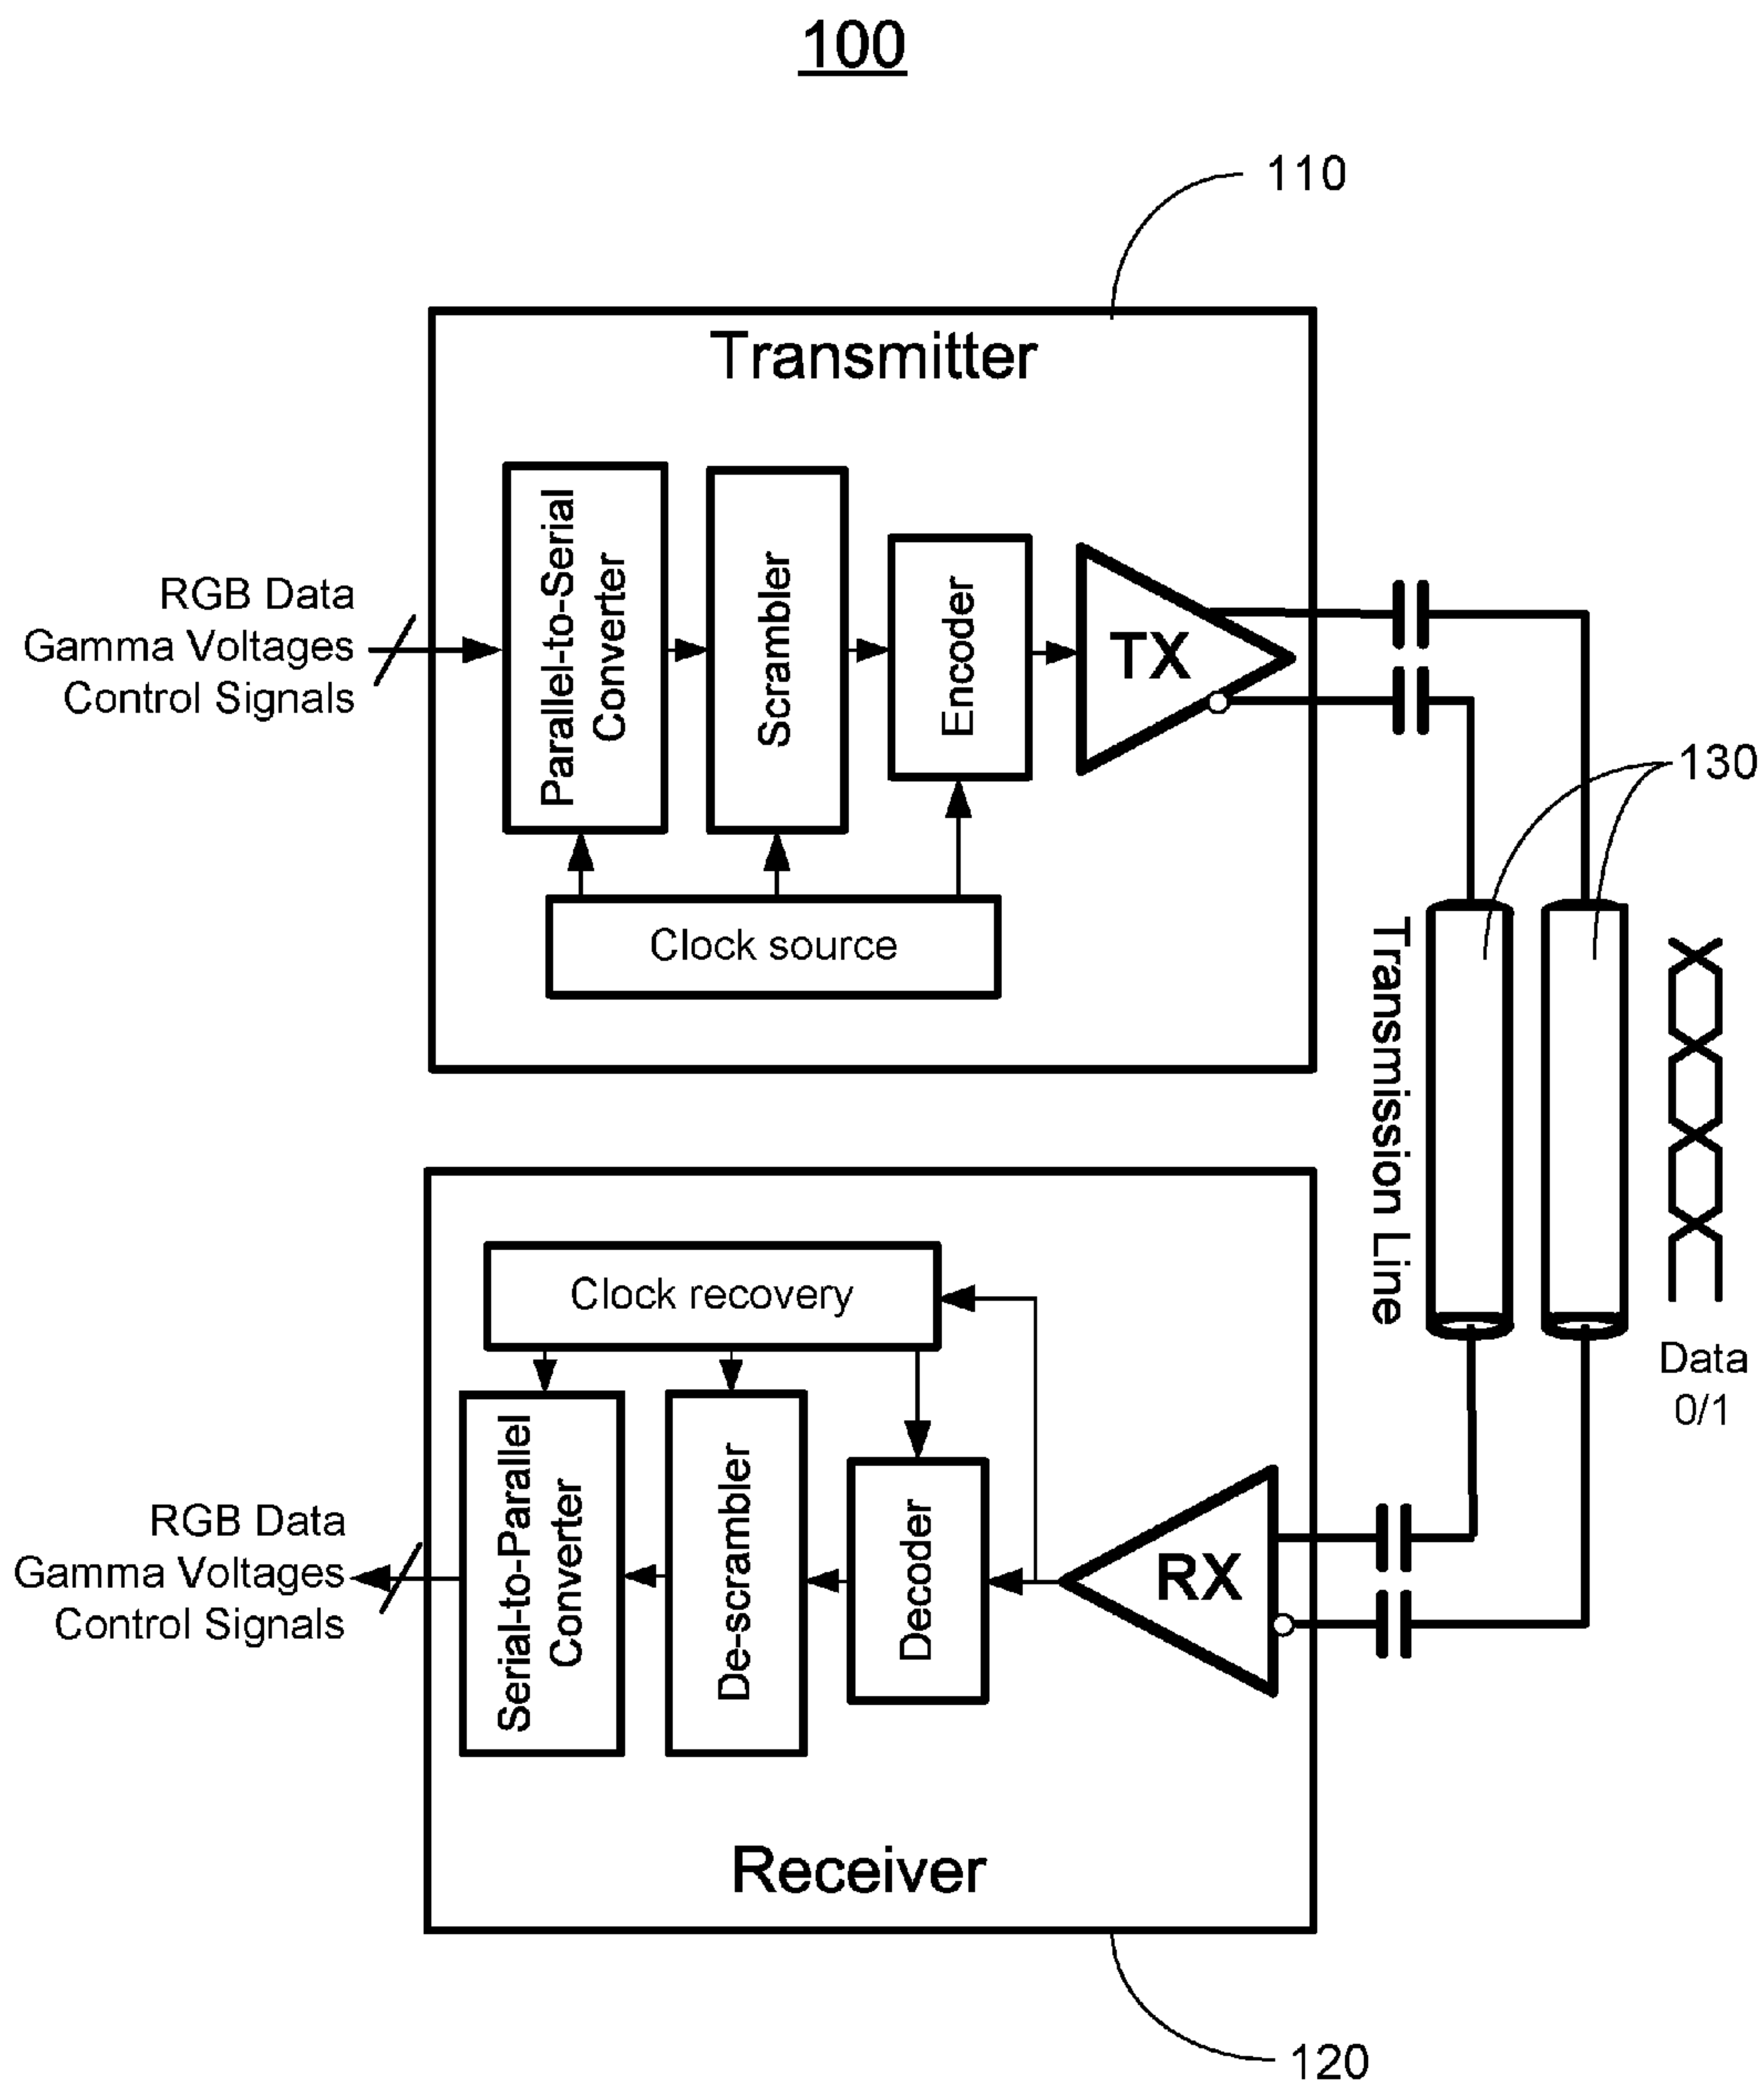 100
110
Transmitter
RGB Data
Gamma Voltages
Control Signals
Parallel-to-Serial
Converter
Scrambler
Encoder
TX
Clock source
130
Transmission Line
Data
0/1
Clock recovery
RGB Data
Gamma Voltages
Control Signals
Serial-to-Parallel
Converter
De-scrambler
Decoder
RX
Receiver
120